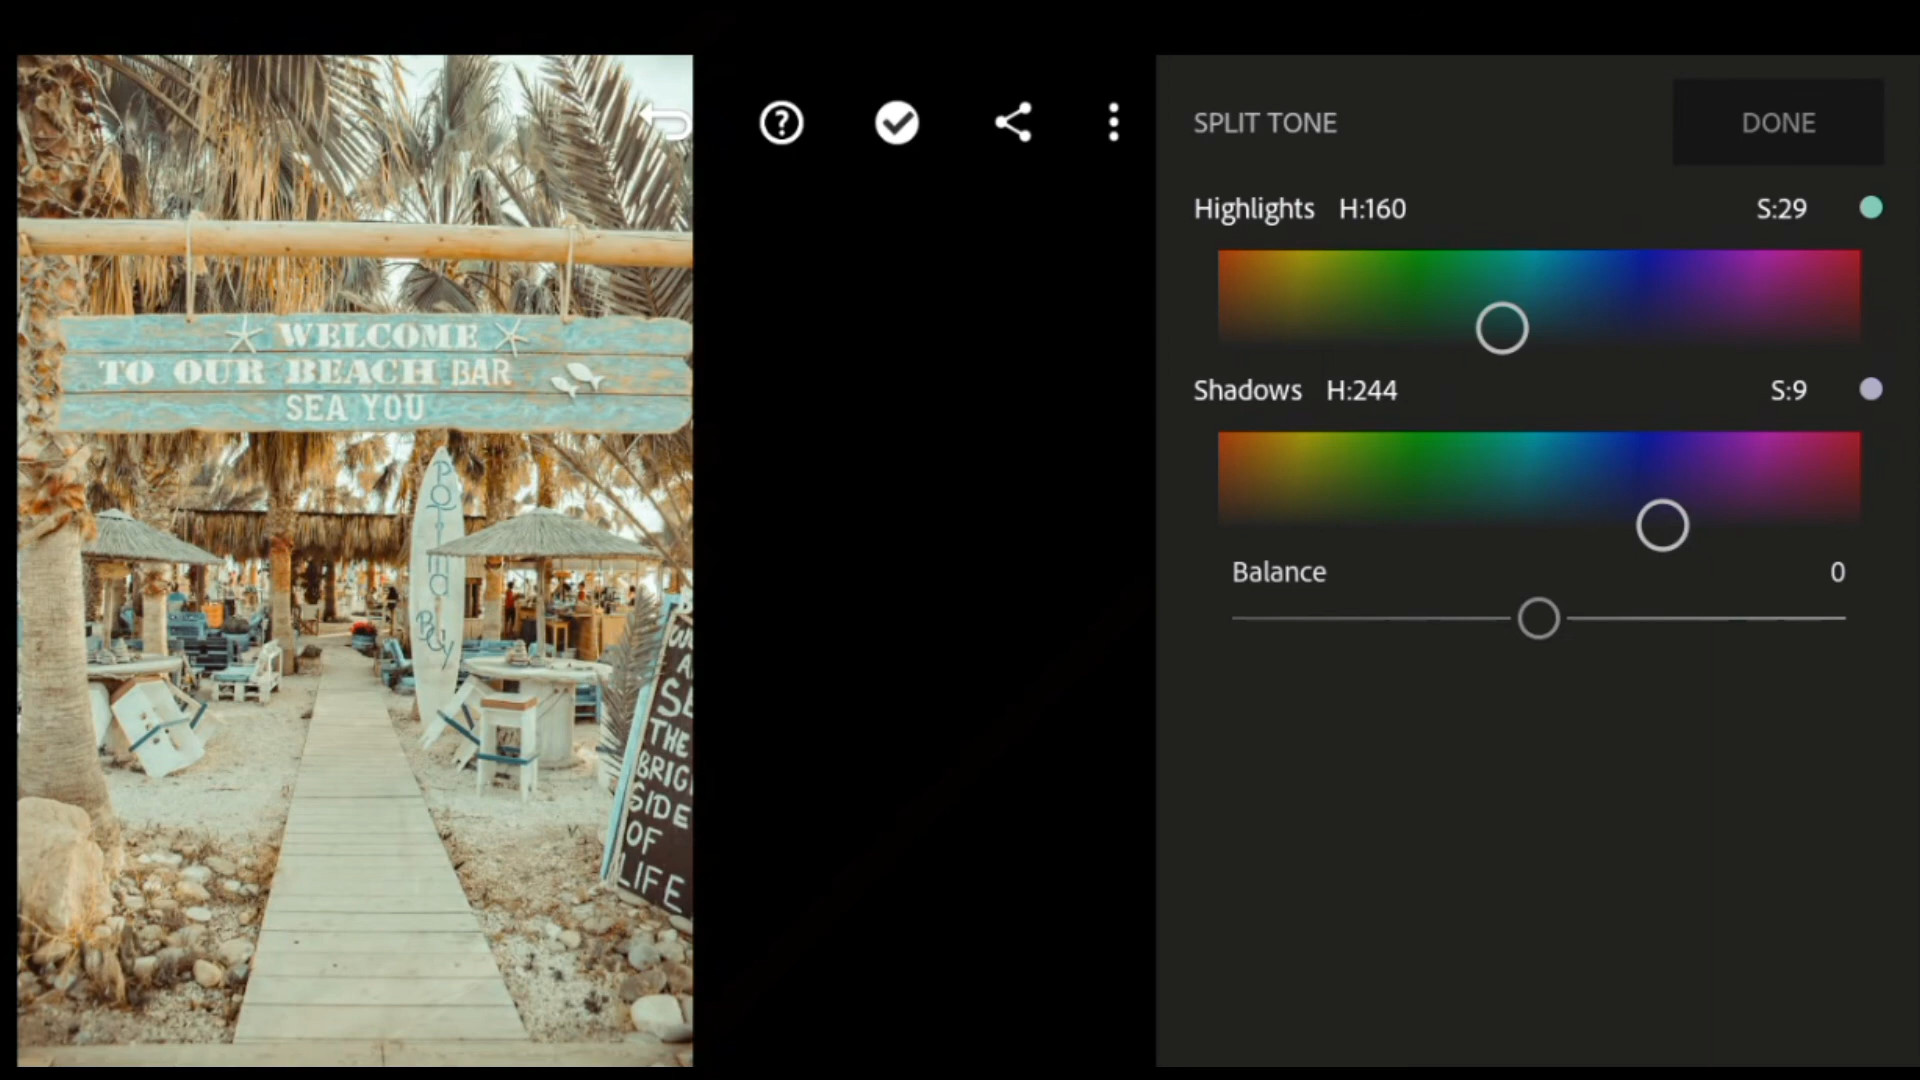 SPLIT TONE
DONE
Highlights H:160 S:29
Shadows H:244 S:9
Balance 0
WELCOME
TO OUR BEACH BAR
SEA YOU
THE
SIDE
OF
LIFE